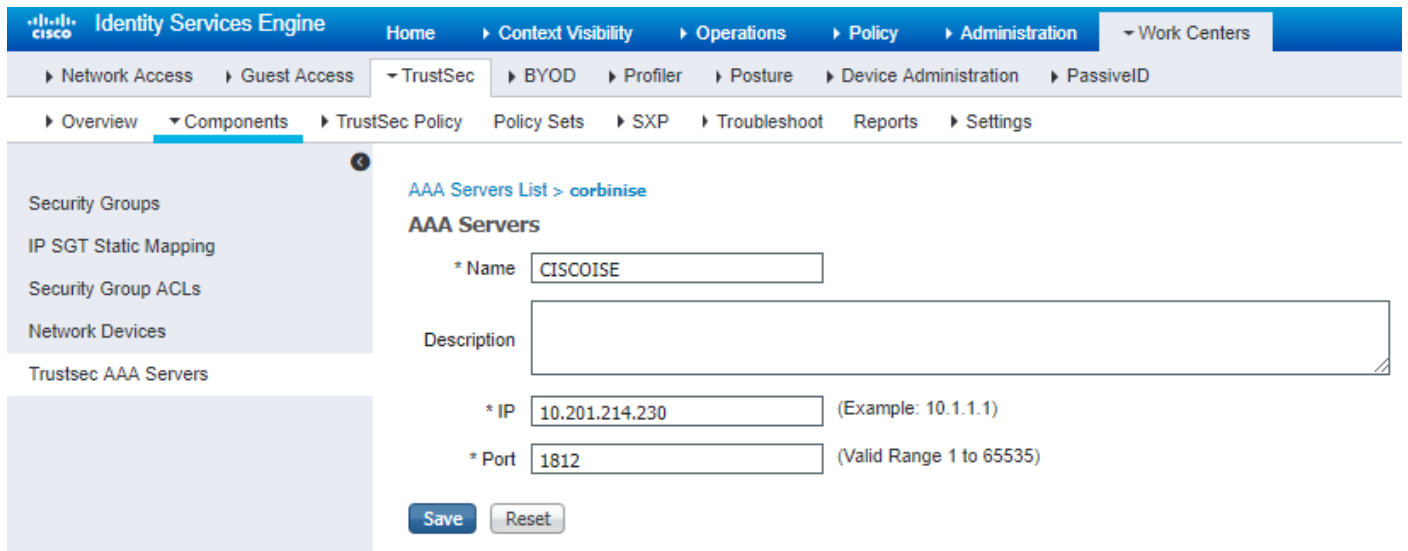 cisco Identity Services Engine Home Context Visibility Operations Policy Administration Work Centers
Network Access Guest Access TrustSec BYOD Profiler Posture Device Administration PassiveID
Overview Components TrustSec Policy Policy Sets SXP Troubleshoot Reports Settings
Security Groups
IP SGT Static Mapping
Security Group ACLs
Network Devices
Trustsec AAA Servers
AAA Servers List > corbinise
AAA Servers
* Name CISCOISE
Description
* IP 10.201.214.230 (Example: 10.1.1.1)
* Port 1812 (Valid Range 1 to 65535)
Save Reset